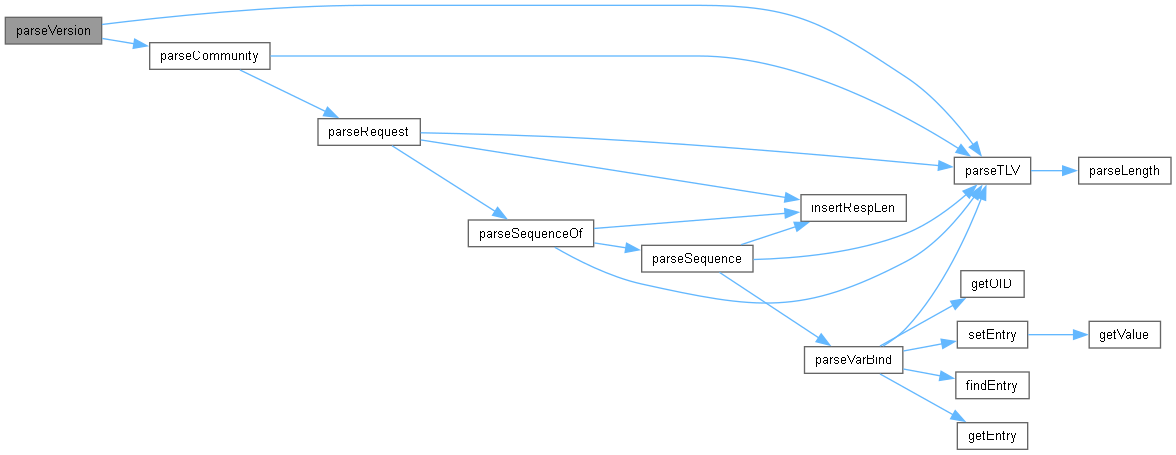 parseVersion
parseCommunity
parseRequest
parseTLV
parseLength
insertRespLen
parseSequenceOf
parseSequence
getOID
setEntry
getValue
parseVarBind
findEntry
getEntry